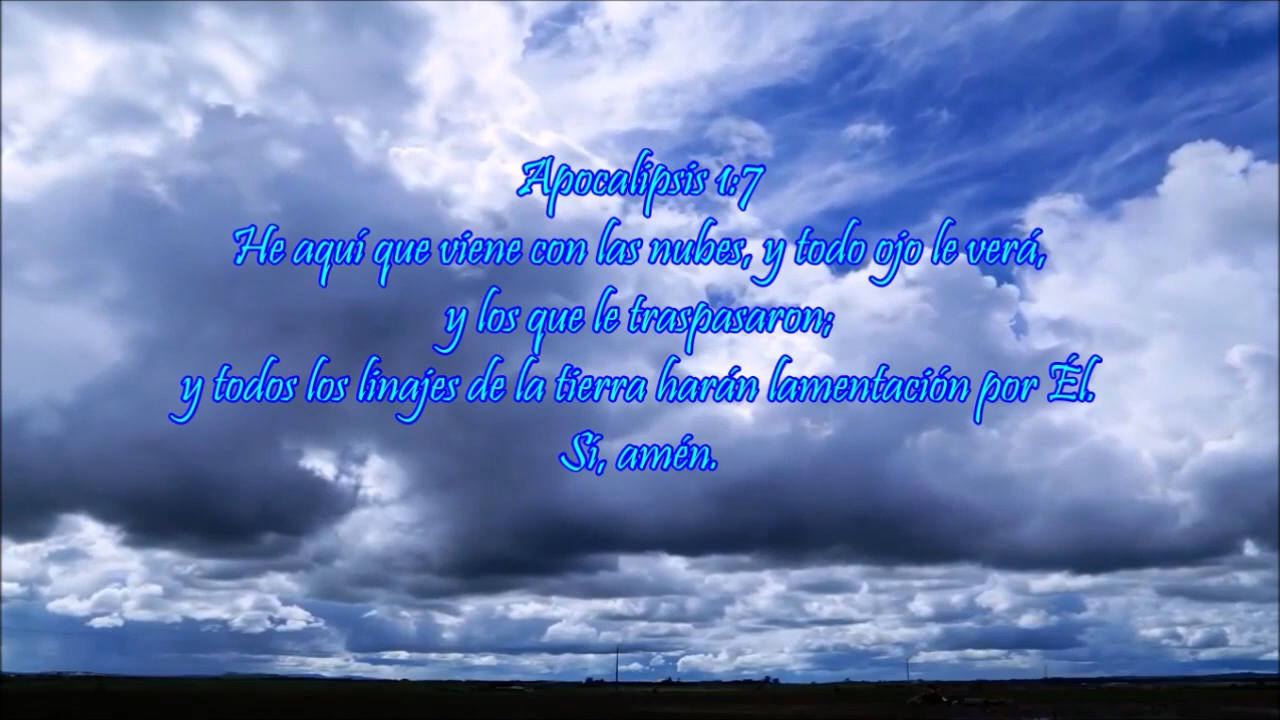 Apocalipsis 1:7
He aquí que viene con las nubes, y todo ojo le verá,
y los que le traspasaron;
y todos los linajes de la tierra harán lamentación por Él.
Sí, amén.